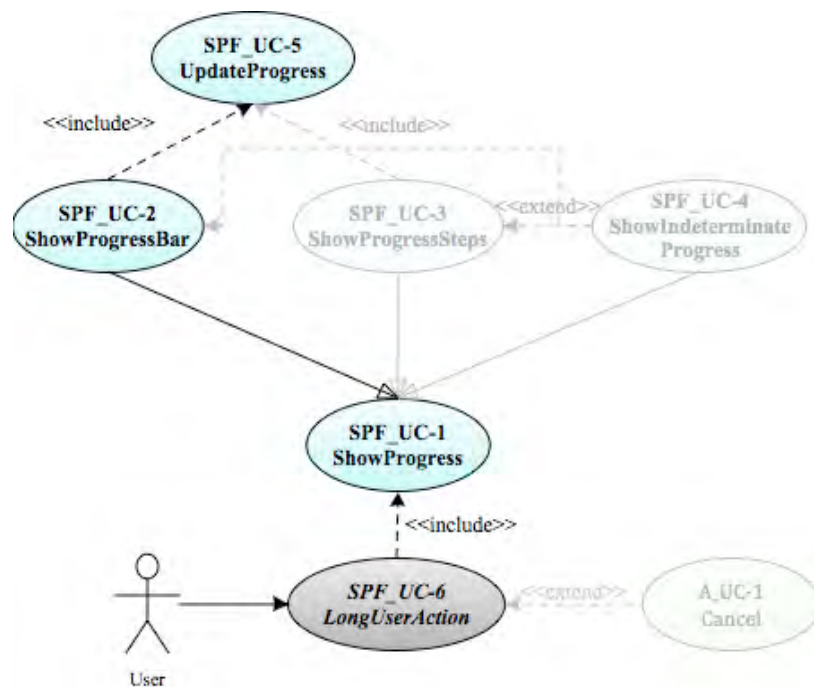 SPF_UC-5
UpdateProgress
<<include>>
<<include>>
SPF_UC-2
ShowProgressBar
SPF_UC-3
ShowProgressSteps
<<extend>>
SPF_UC-4
ShowIndeterminate
Progress
SPF_UC-1
ShowProgress
<<include>>
SPF_UC-6
LongUserAction
<<extend>>
A_UC-1
Cancel
User